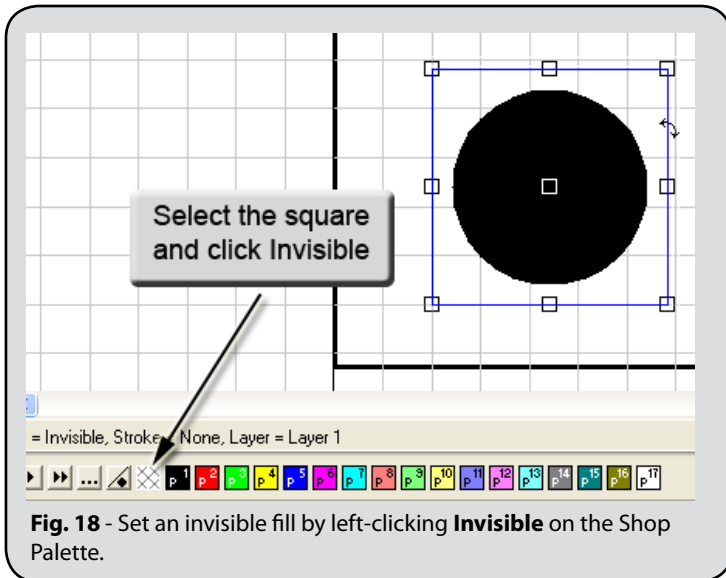 Select the square
and click Invisible
= Invisible, Stroke None, Layer = Layer 1
... p1 p2 p3 p4 p5 p6 p7 p8 p9 p10 p11 p12 p13 p14 p15 p16 p17
Fig. 18 - Set an invisible fill by left-clicking Invisible on the Shop
Palette.